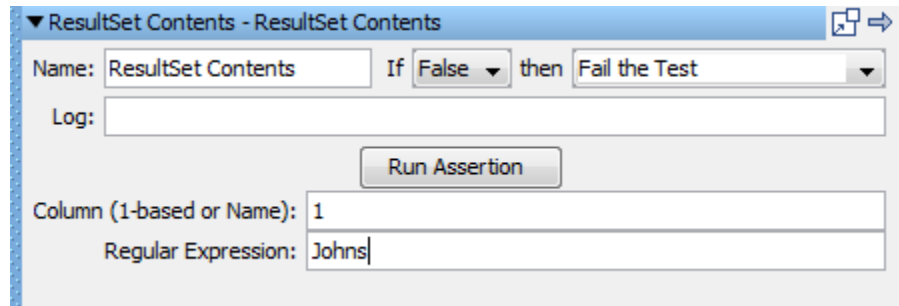 ResultSet Contents - ResultSet Contents
Name: ResultSet Contents If False then Fail the Test
Log:
Run Assertion
Column (1-based or Name): 1
Regular Expression: Johns